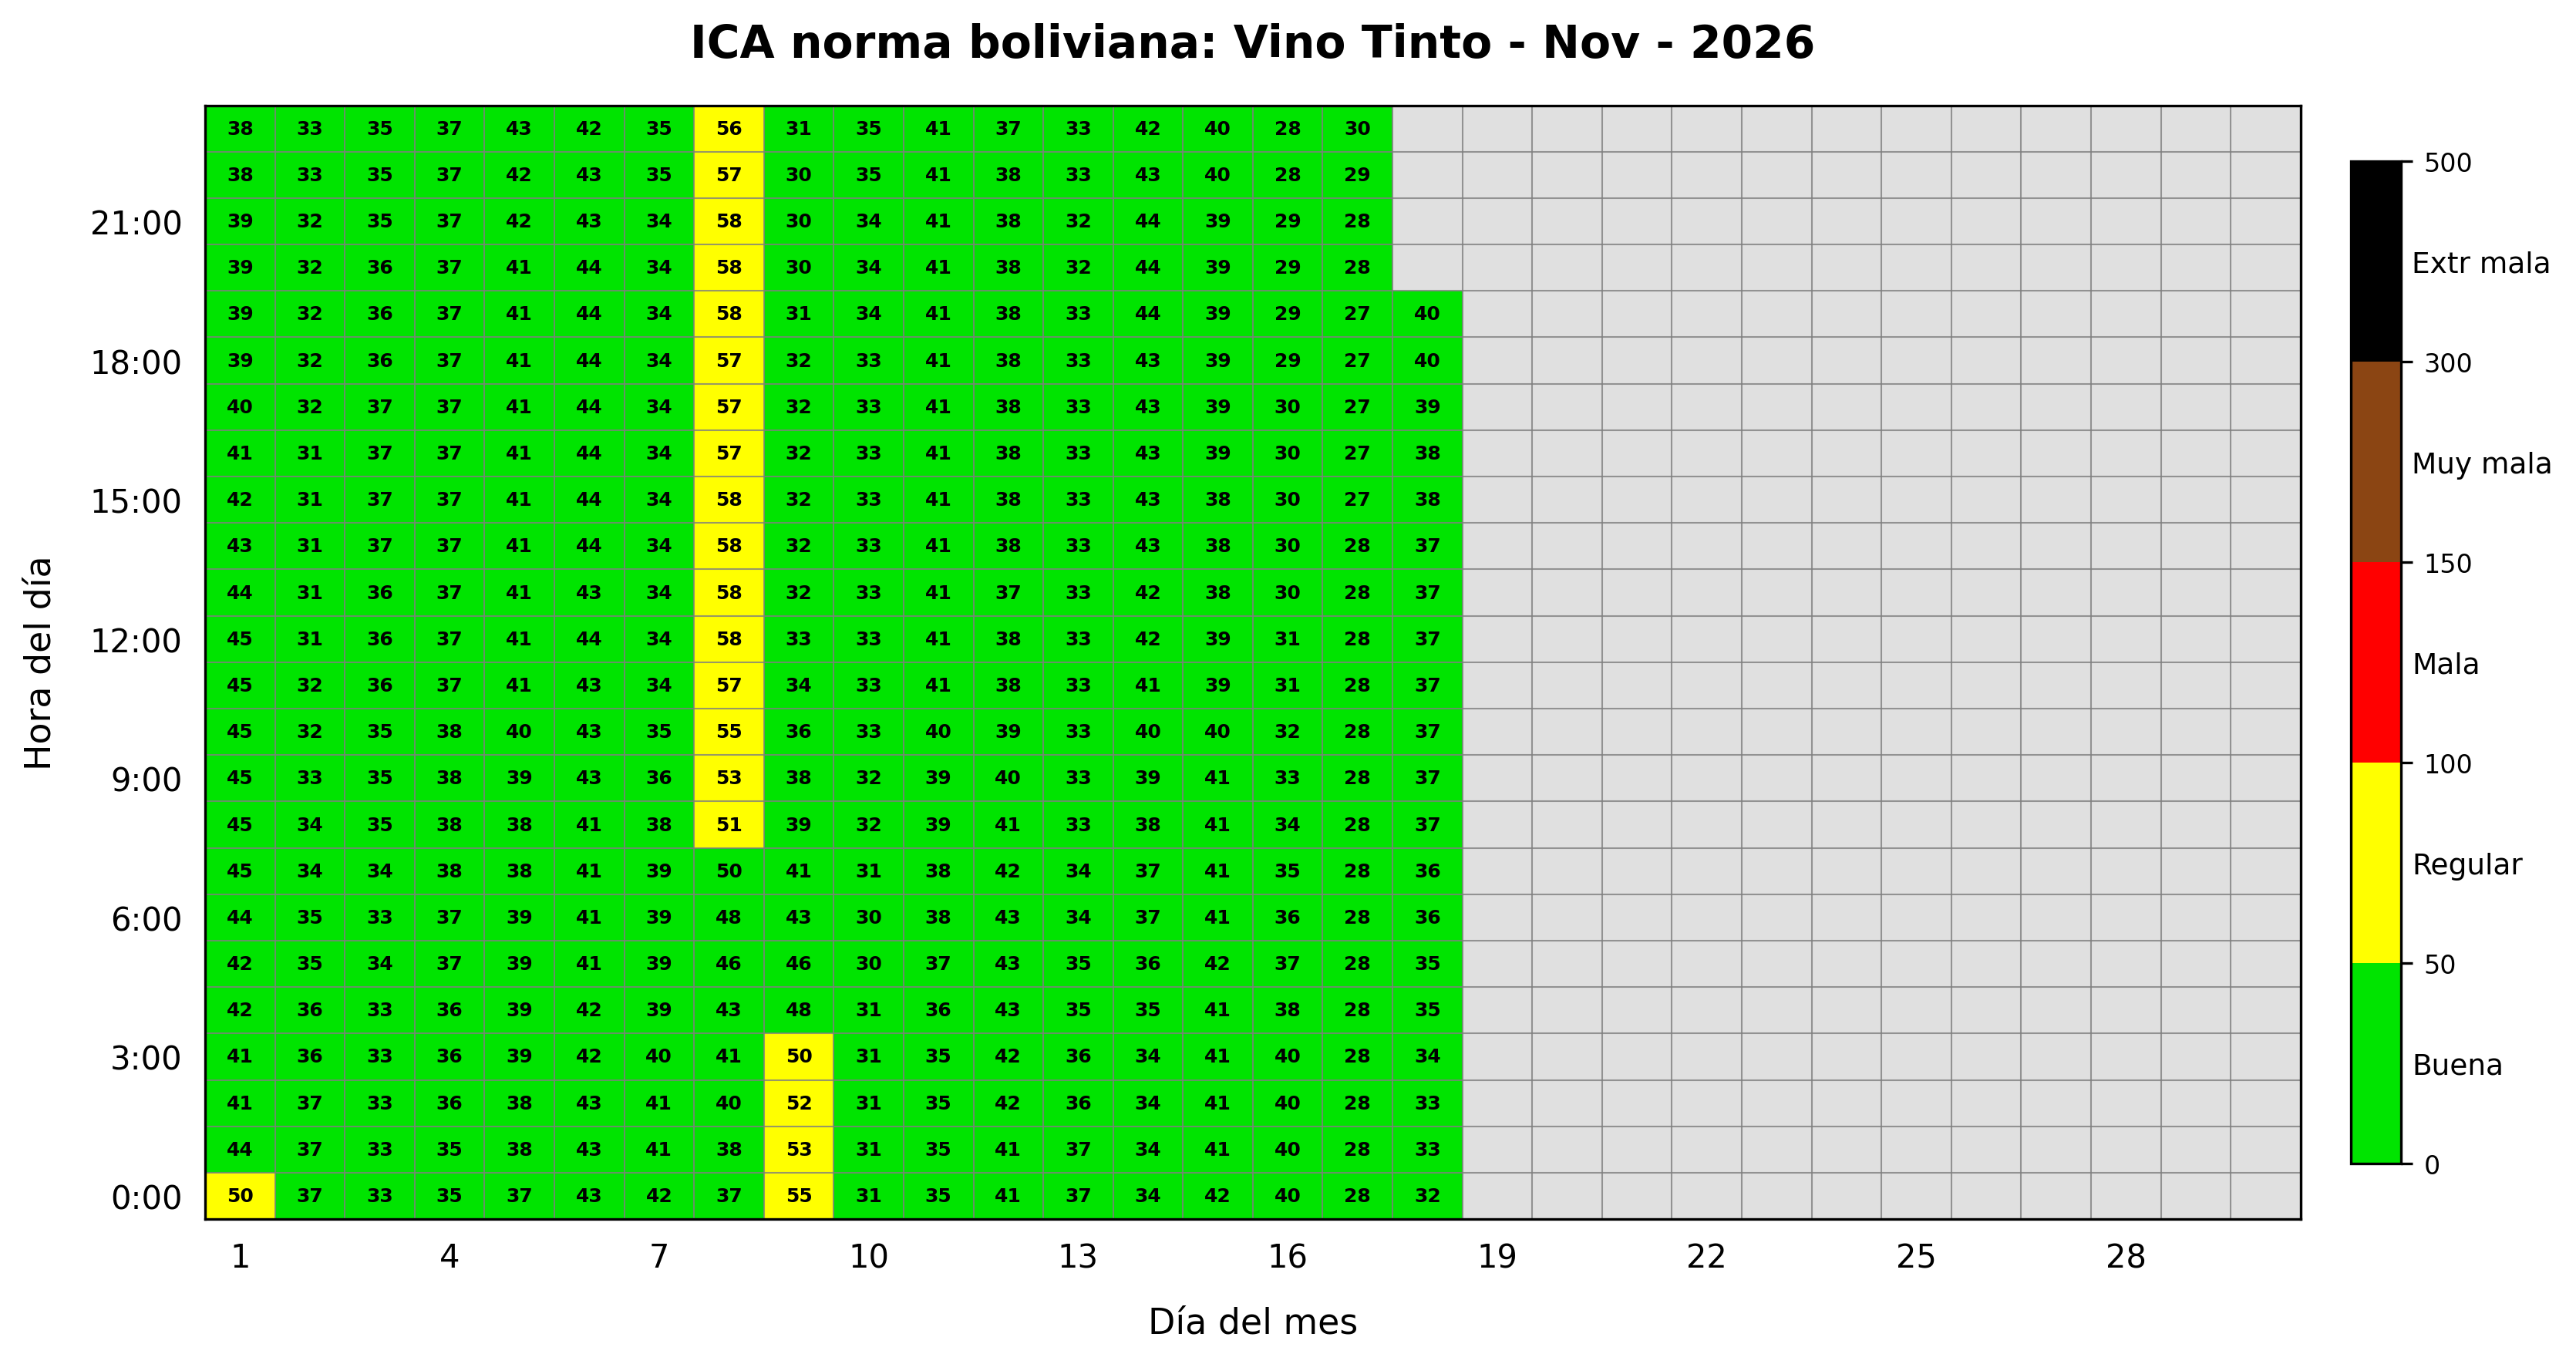 ICA norma boliviana: Vino Tinto - Nov - 2026
38 33 35 37 43 42 35 56 31 35 41 37 33 42 40 28 30
38 33 35 37 42 43 35 57 30 35 41 38 33 43 40 28 29
21:00 39 32 35 37 42 43 34 58 30 34 41 38 32 44 39 29 28
39 32 36 37 41 44 34 58 30 34 41 38 32 44 39 29 28
39 32 36 37 41 44 34 58 31 34 41 38 33 44 39 29 27 40
18:00 39 32 36 37 41 44 34 57 32 33 41 38 33 43 39 29 27 40
40 32 37 37 41 44 34 57 32 33 41 38 33 43 39 30 27 39
41 31 37 37 41 44 34 57 32 33 41 38 33 43 39 30 27 38
15:00 42 31 37 37 41 44 34 58 32 33 41 38 33 43 38 30 27 38
43 31 37 37 41 44 34 58 32 33 41 38 33 43 38 30 28 37
44 31 36 37 41 43 34 58 32 33 41 37 33 42 38 30 28 37
12:00 45 31 36 37 41 44 34 58 33 33 41 38 33 42 39 31 28 37
45 32 36 37 41 43 34 57 34 33 41 38 33 41 39 31 28 37
45 32 35 38 40 43 35 55 36 33 40 39 33 40 40 32 28 37
9:00 45 33 35 38 39 43 36 53 38 32 39 40 33 39 41 33 28 37
45 34 35 38 38 41 38 51 39 32 39 41 33 38 41 34 28 37
45 34 34 38 38 41 39 50 41 31 38 42 34 37 41 35 28 36
6:00 44 35 33 37 39 41 39 48 43 30 38 43 34 37 41 36 28 36
42 35 34 37 39 41 39 46 46 30 37 43 35 36 42 37 28 35
42 36 33 36 39 42 39 43 48 31 36 43 35 35 41 38 28 35
3:00 41 36 33 36 39 42 40 41 50 31 35 42 36 34 41 40 28 34
41 37 33 36 38 43 41 40 52 31 35 42 36 34 41 40 28 33
44 37 33 35 38 43 41 38 53 31 35 41 37 34 41 40 28 33
0:00 50 37 33 35 37 43 42 37 55 31 35 41 37 34 42 40 28 32
1 4 7 10 13 16 19 22 25 28
Día del mes
Hora del día
500
Extr mala
300
Muy mala
150
Mala
100
Regular
50
Buena
0